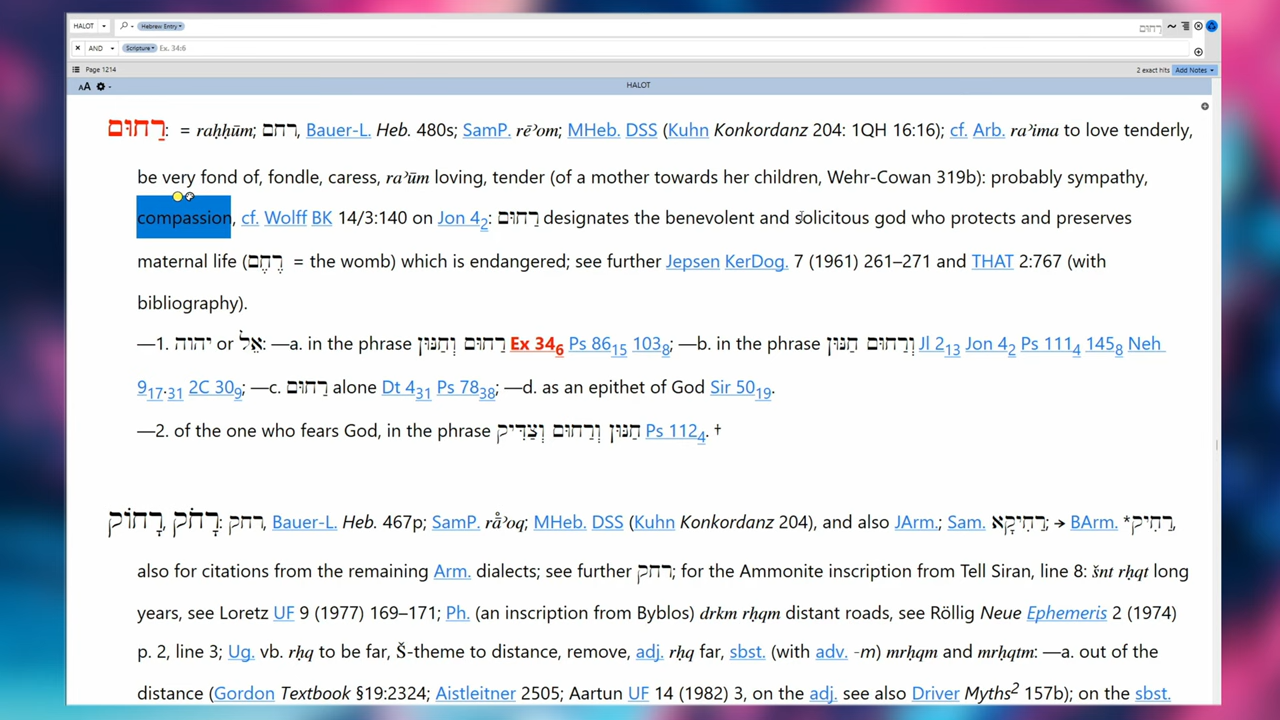 HALOT Hebrew Entry רַחוּם
AND Scripture Ex. 34:6
Page 1214 2 exact hits Add Notes
AA HALOT
רַחוּם: = raḥḥūm; רחם, Bauer-L. Heb. 480s; SamP. rēʾom; MHeb. DSS (Kuhn Konkordanz 204: 1QH 16:16); cf. Arb. raʾima to love tenderly,
be very fond of, fondle, caress, raʾūm loving, tender (of a mother towards her children, Wehr-Cowan 319b): probably sympathy,
compassion, cf. Wolff BK 14/3:140 on Jon 4₂: רַחוּם designates the benevolent and solicitous god who protects and preserves
maternal life (רֶחֶם = the womb) which is endangered; see further Jepsen KerDog. 7 (1961) 261–271 and THAT 2:767 (with
bibliography).
—1. יהוה or אֵל: —a. in the phrase רַחוּם וְחַנּוּן Ex 34₆ Ps 86₁₅ 103₈; —b. in the phrase וְרַחוּם חַנּוּן Jl 2₁₃ Jon 4₂ Ps 111₄ 145₈ Neh
9₁₇.₃₁ 2C 30₉; —c. רַחוּם alone Dt 4₃₁ Ps 78₃₈; —d. as an epithet of God Sir 50₁₉.
—2. of the one who fears God, in the phrase חַנּוּן וְרַחוּם וְצַדִּיק Ps 112₄. †
רָחֹק, רָחוֹק: רחק, Bauer-L. Heb. 467p; SamP. rå̄ʾoq; MHeb. DSS (Kuhn Konkordanz 204), and also JArm.; Sam. רַחִיקָא; → BArm. *רַחִיק,
also for citations from the remaining Arm. dialects; see further רחק; for the Ammonite inscription from Tell Siran, line 8: šnt rḥqt long
years, see Loretz UF 9 (1977) 169–171; Ph. (an inscription from Byblos) drkm rḥqm distant roads, see Röllig Neue Ephemeris 2 (1974)
p. 2, line 3; Ug. vb. rḥq to be far, Š-theme to distance, remove, adj. rḥq far, sbst. (with adv. -m) mrḥqm and mrḥqtm: —a. out of the
distance (Gordon Textbook §19:2324; Aistleitner 2505; Aartun UF 14 (1982) 3, on the adj. see also Driver Myths² 157b); on the sbst.